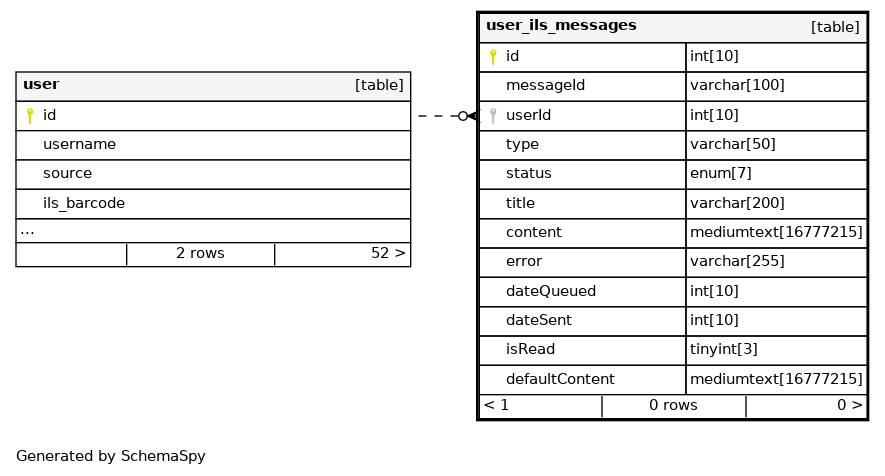 user [table]
id
username
source
ils_barcode
...
2 rows 52 >
user_ils_messages [table]
id int[10]
messageId varchar[100]
userId int[10]
type varchar[50]
status enum[7]
title varchar[200]
content mediumtext[16777215]
error varchar[255]
dateQueued int[10]
dateSent int[10]
isRead tinyint[3]
defaultContent mediumtext[16777215]
< 1 0 rows 0 >
Generated by SchemaSpy